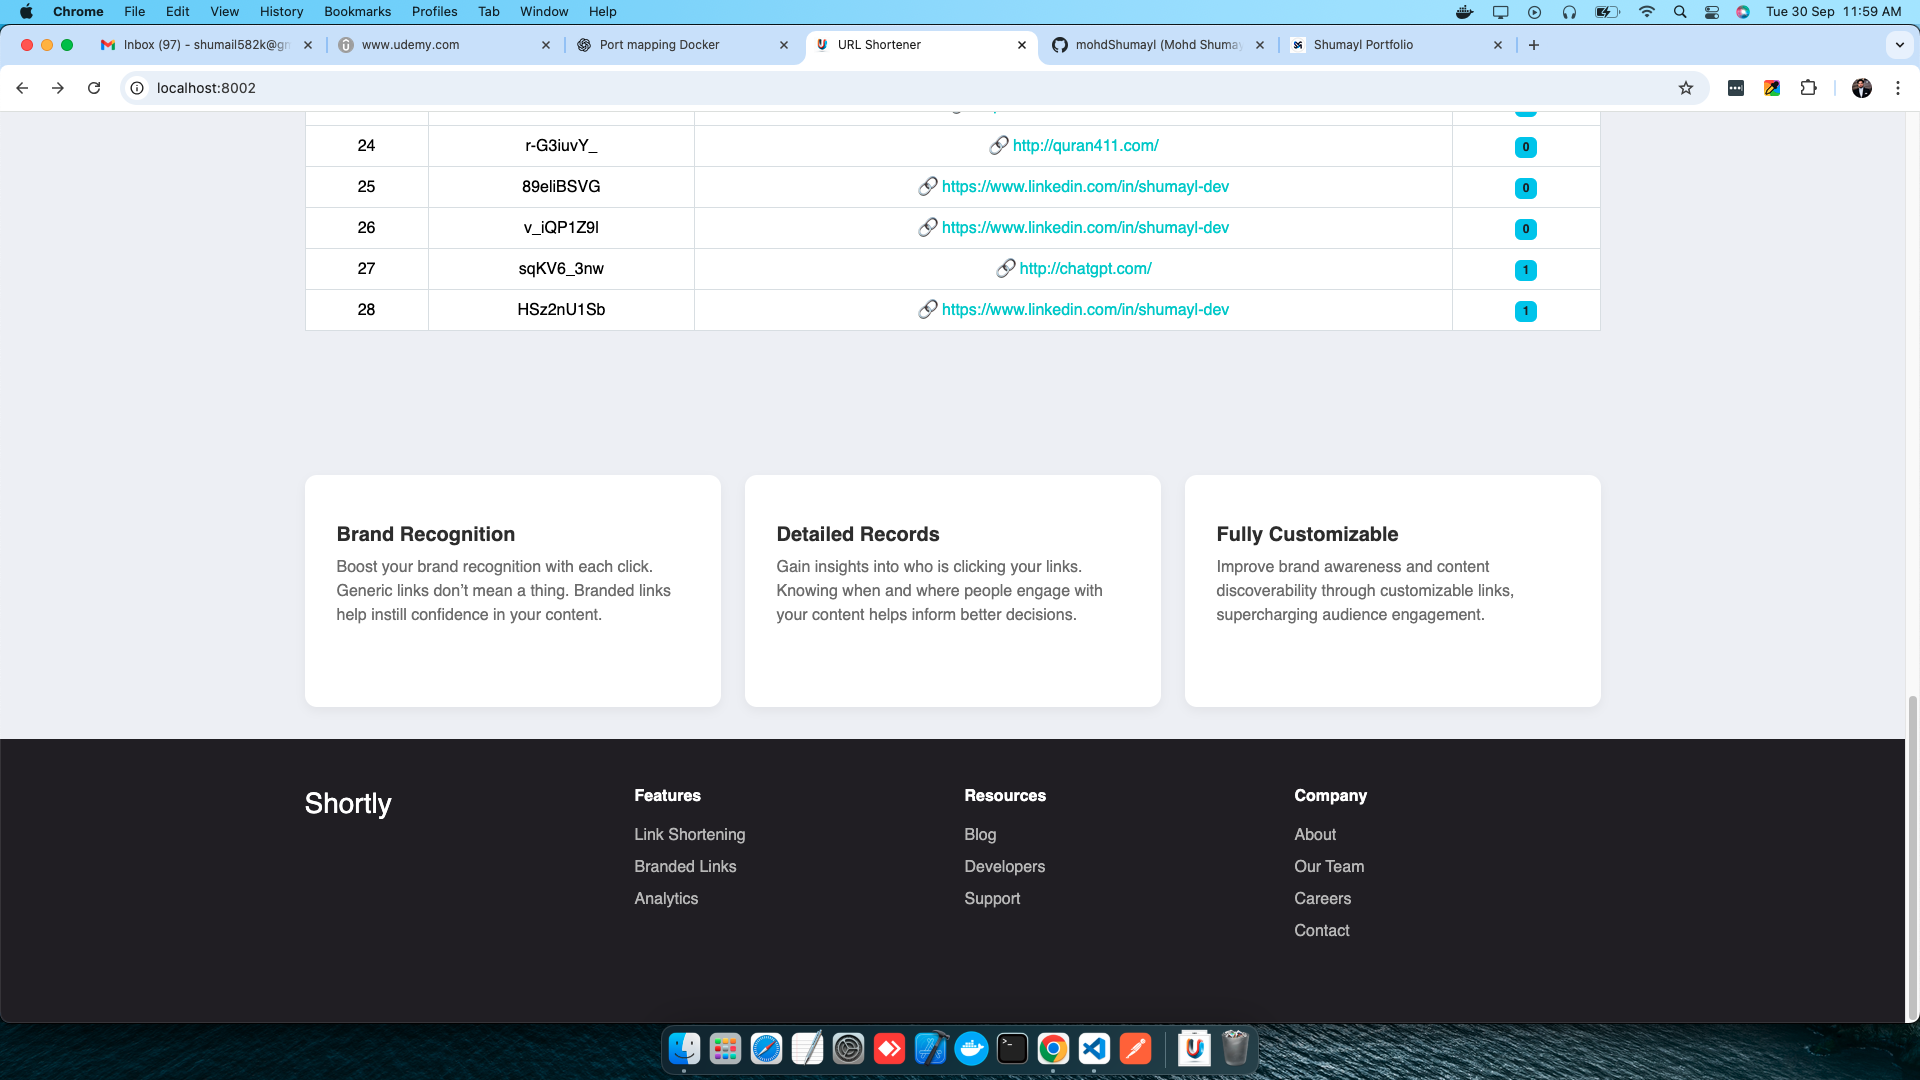 Chrome File Edit View History Bookmarks Profiles Tab Window Help Tue 30 Sep 11:59 AM
Inbox (97) - shumail582k@gn www.udemy.com Port mapping Docker URL Shortener mohdShumayl (Mohd Shumay Shumayl Portfolio
localhost:8002
24 r-G3iuvY_ http://quran411.com/ 0
25 89eliBSVG https://www.linkedin.com/in/shumayl-dev 0
26 v_iQP1Z9l https://www.linkedin.com/in/shumayl-dev 0
27 sqKV6_3nw http://chatgpt.com/ 1
28 HSz2nU1Sb https://www.linkedin.com/in/shumayl-dev 1
Brand Recognition
Boost your brand recognition with each click.
Generic links don’t mean a thing. Branded links
help instill confidence in your content.
Detailed Records
Gain insights into who is clicking your links.
Knowing when and where people engage with
your content helps inform better decisions.
Fully Customizable
Improve brand awareness and content
discoverability through customizable links,
supercharging audience engagement.
Shortly
Features
Link Shortening
Branded Links
Analytics
Resources
Blog
Developers
Support
Company
About
Our Team
Careers
Contact